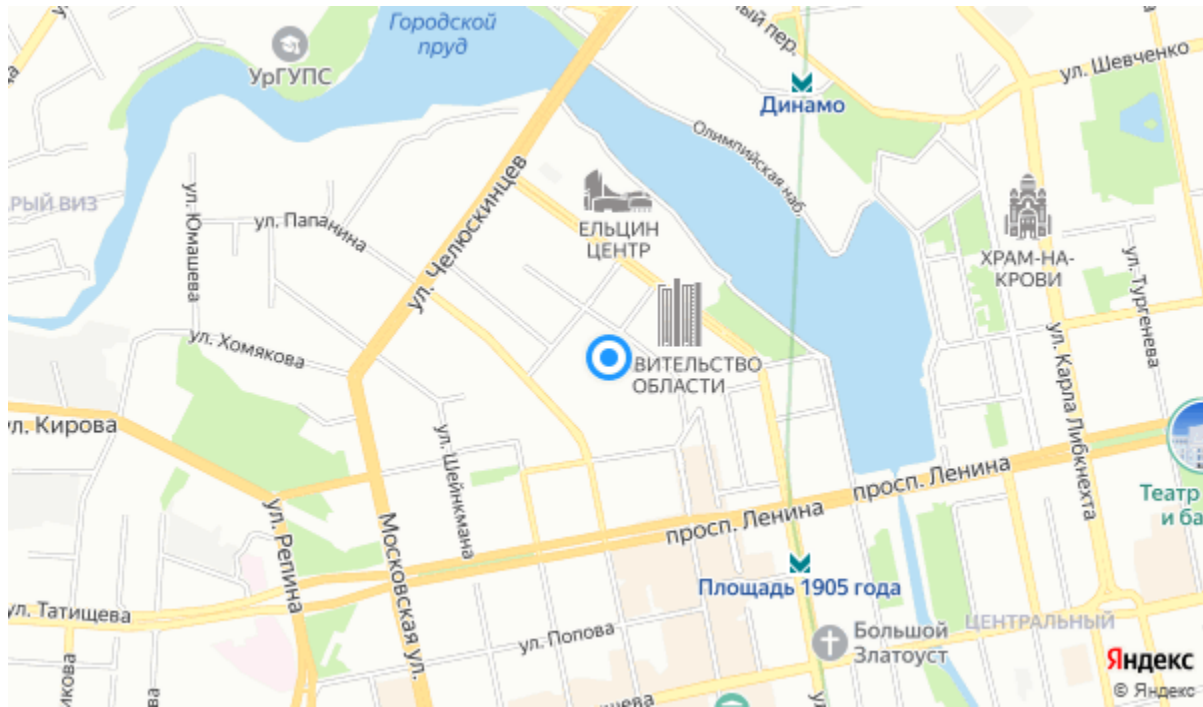 Городской
пруд
УрГУПС
ный пер.
ул. Шевченко
Динамо
Олимпийская наб.
РЫЙ ВИЗ
ул. Юмашева
ул. Папанина
ул. Челюскинцев
ЕЛЬЦИН
ЦЕНТР
ХРАМ-НА-
КРОВИ
ул. Тургенева
ул. Хомякова
ВИТЕЛЬСТВО
ОБЛАСТИ
ул. Карла Либкнехта
ул. Кирова
ул. Шейнкмана
просп. Ленина
просп. Ленина
Театр
и ба
ул. Репина
Московская ул.
Площадь 1905 года
ул. Татищева
ул. Попова
Большой
Златоуст
ЦЕНТРАЛЬНЫЙ
икова
ышева
ул.
Яндекс
© Яндекс